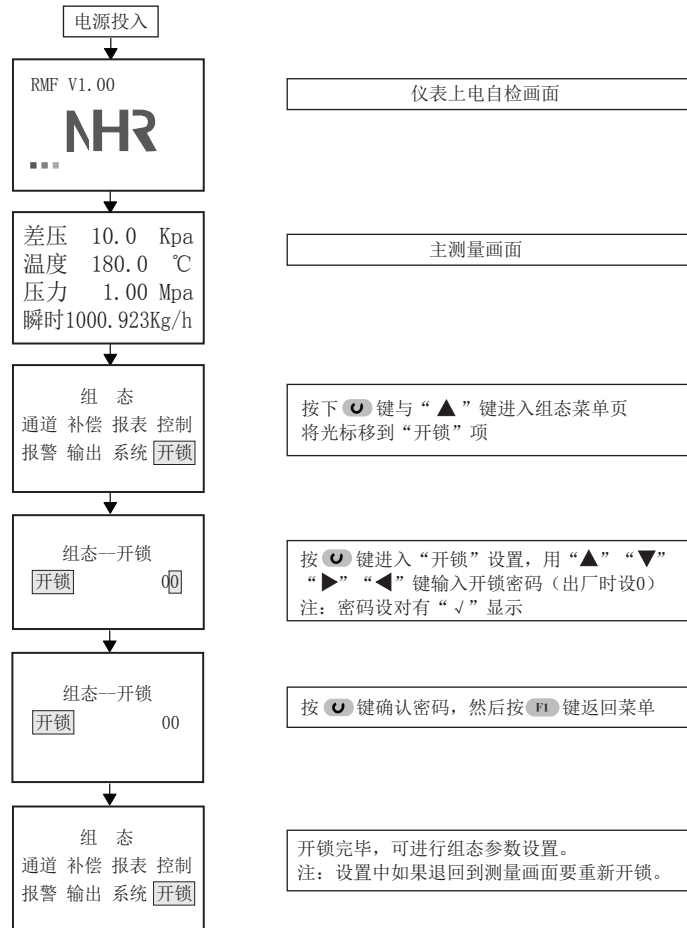 电源投入
RMF V1.00
NHR
仪表上电自检画面
差压 10.0 Kpa
温度 180.0 ℃
压力 1.00 Mpa
瞬时1000.923Kg/h
主测量画面
组 态
通道 补偿 报表 控制
报警 输出 系统 开锁
按下 键与“▲”键进入组态菜单页
将光标移到“开锁”项
组态--开锁
开锁 00
按 键进入“开锁”设置，用“▲”“▼”
“▶”“◀”键输入开锁密码（出厂时设0）
注：密码设对有“√”显示
组态--开锁
开锁 00
按 键确认密码，然后按 F1 键返回菜单
组 态
通道 补偿 报表 控制
报警 输出 系统 开锁
开锁完毕，可进行组态参数设置。
注：设置中如果退回到测量画面要重新开锁。